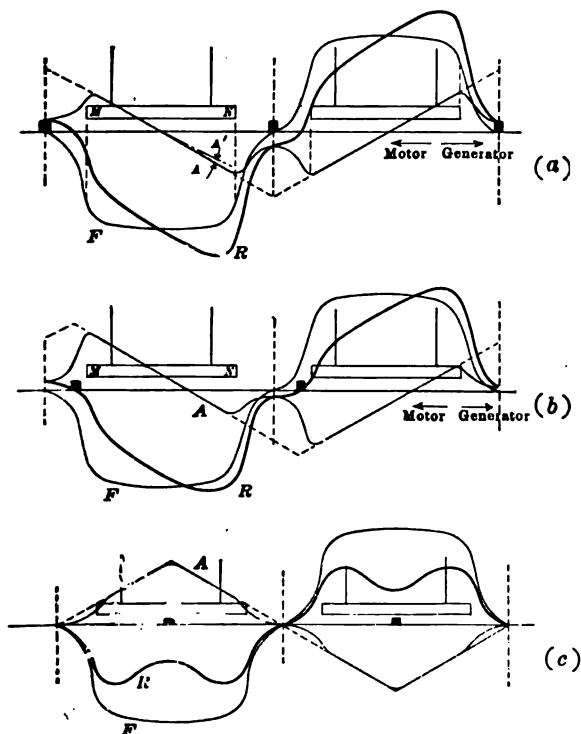 M N
A'
A
Motor Generator
(a)
F
R
M N
A
Motor Generator
(b)
F
R
A
(c)
R
F